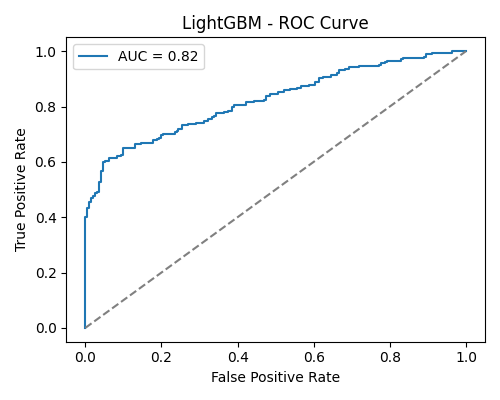 LightGBM - ROC Curve
AUC = 0.82
True Positive Rate
1.0
0.8
0.6
0.4
0.2
0.0
0.0 0.2 0.4 0.6 0.8 1.0
False Positive Rate